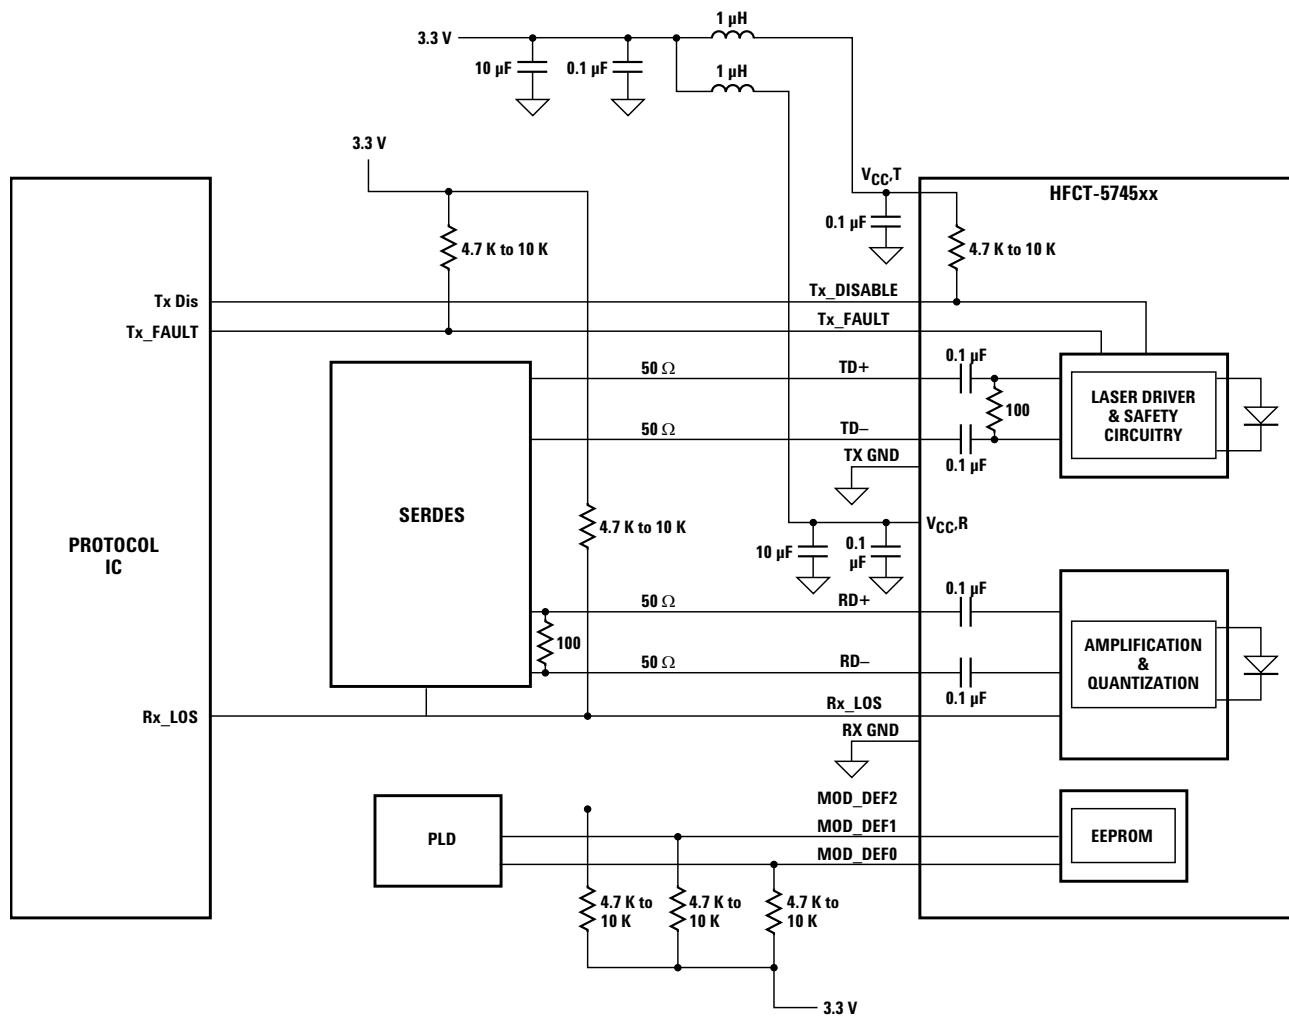 1 µH
3.3 V
10 µF
0.1 µF
1 µH
3.3 V
VCC,T
HFCT-5745xx
0.1 µF
4.7 K to 10 K
4.7 K to 10 K
Tx Dis
Tx_DISABLE
Tx_FAULT
Tx_FAULT
0.1 µF
50 Ω
TD+
LASER DRIVER
& SAFETY
CIRCUITRY
100
50 Ω
TD–
0.1 µF
TX GND
SERDES
4.7 K to 10 K
VCC,R
PROTOCOL
IC
10 µF
0.1
µF
0.1 µF
50 Ω
RD+
100
AMPLIFICATION
&
QUANTIZATION
50 Ω
RD–
0.1 µF
Rx_LOS
Rx_LOS
RX GND
MOD_DEF2
PLD
MOD_DEF1
EEPROM
MOD_DEF0
4.7 K to
10 K
4.7 K to
10 K
4.7 K to
10 K
3.3 V